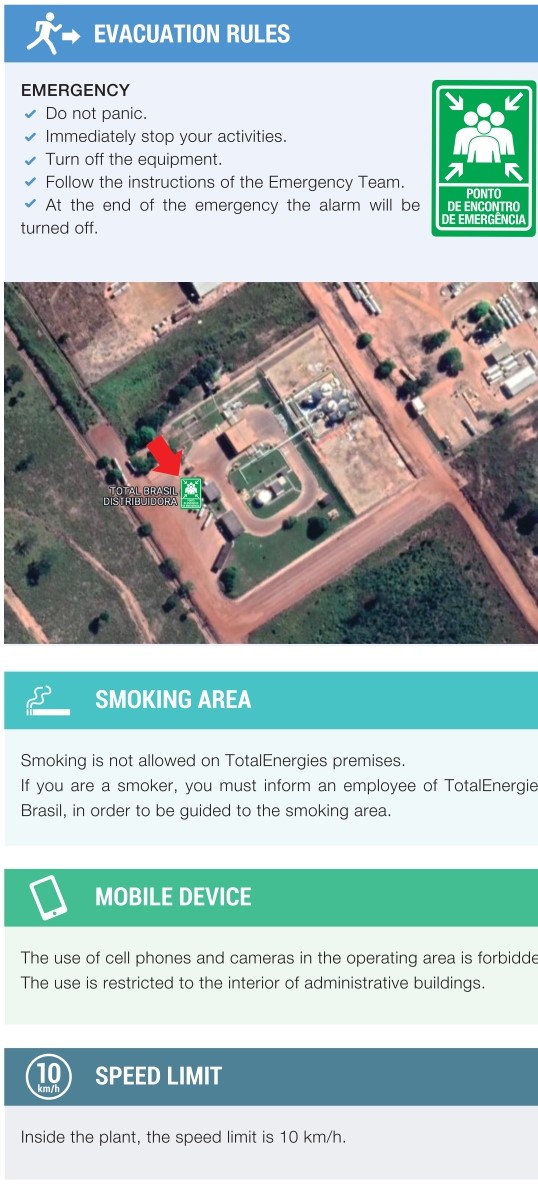 EVACUATION RULES
EMERGENCY
Do not panic.
Immediately stop your activities.
Turn off the equipment.
Follow the instructions of the Emergency Team.
At the end of the emergency the alarm will be
turned off.
PONTO
DE ENCONTRO
DE EMERGÊNCIA
TOTAL BRASIL
DISTRIBUIDORA
SMOKING AREA
Smoking is not allowed on TotalEnergies premises.
If you are a smoker, you must inform an employee of TotalEnergie
Brasil, in order to be guided to the smoking area.
MOBILE DEVICE
The use of cell phones and cameras in the operating area is forbidde
The use is restricted to the interior of administrative buildings.
10
km/h
SPEED LIMIT
Inside the plant, the speed limit is 10 km/h.